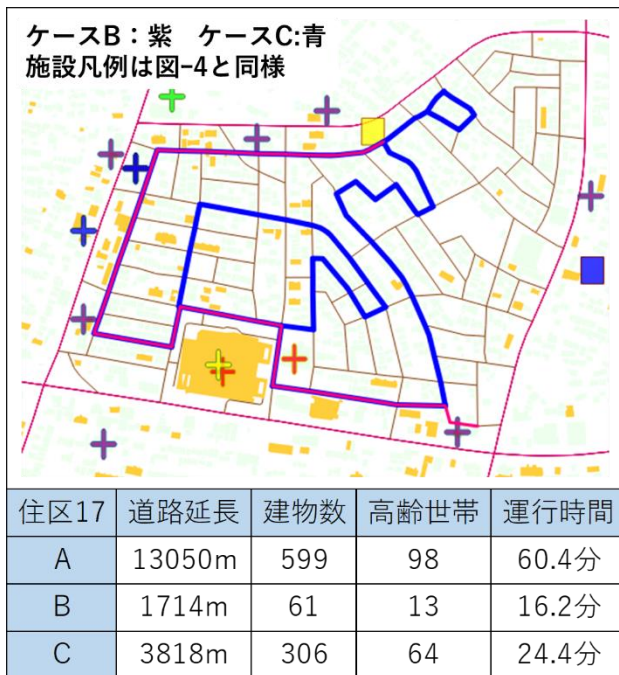 ケースB：紫　ケースC:青
施設凡例は図-4と同様
住区17 道路延長 建物数 高齢世帯 運行時間
A 13050m 599 98 60.4分
B 1714m 61 13 16.2分
C 3818m 306 64 24.4分